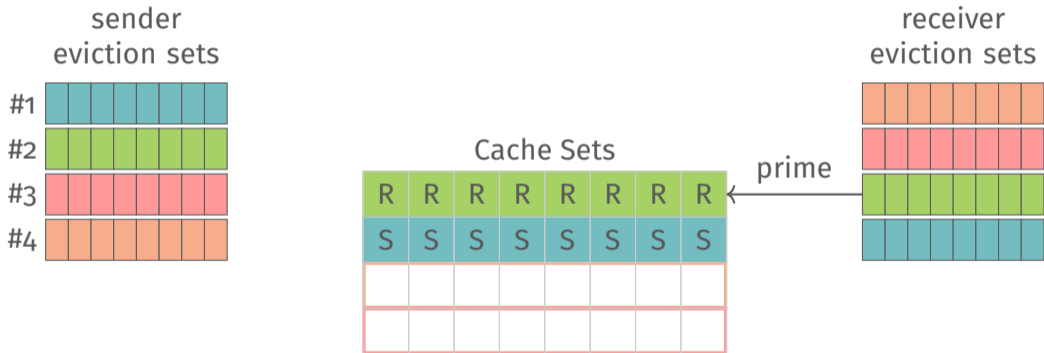 sender
eviction sets
#1
#2
#3
#4
Cache Sets
R R R R R R R R
S S S S S S S S
prime
receiver
eviction sets